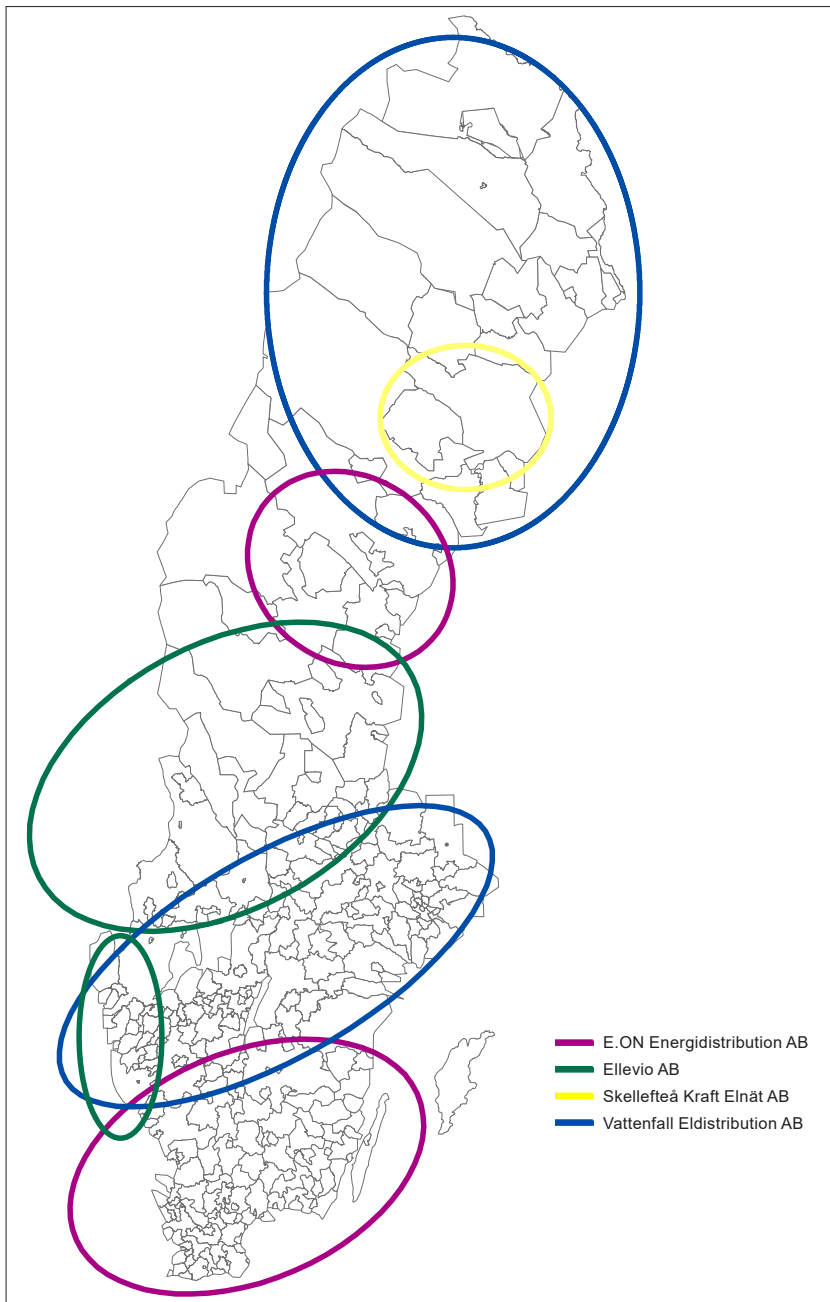 E.ON Energidistribution AB
Ellevio AB
Skellefteå Kraft Elnät AB
Vattenfall Eldistribution AB